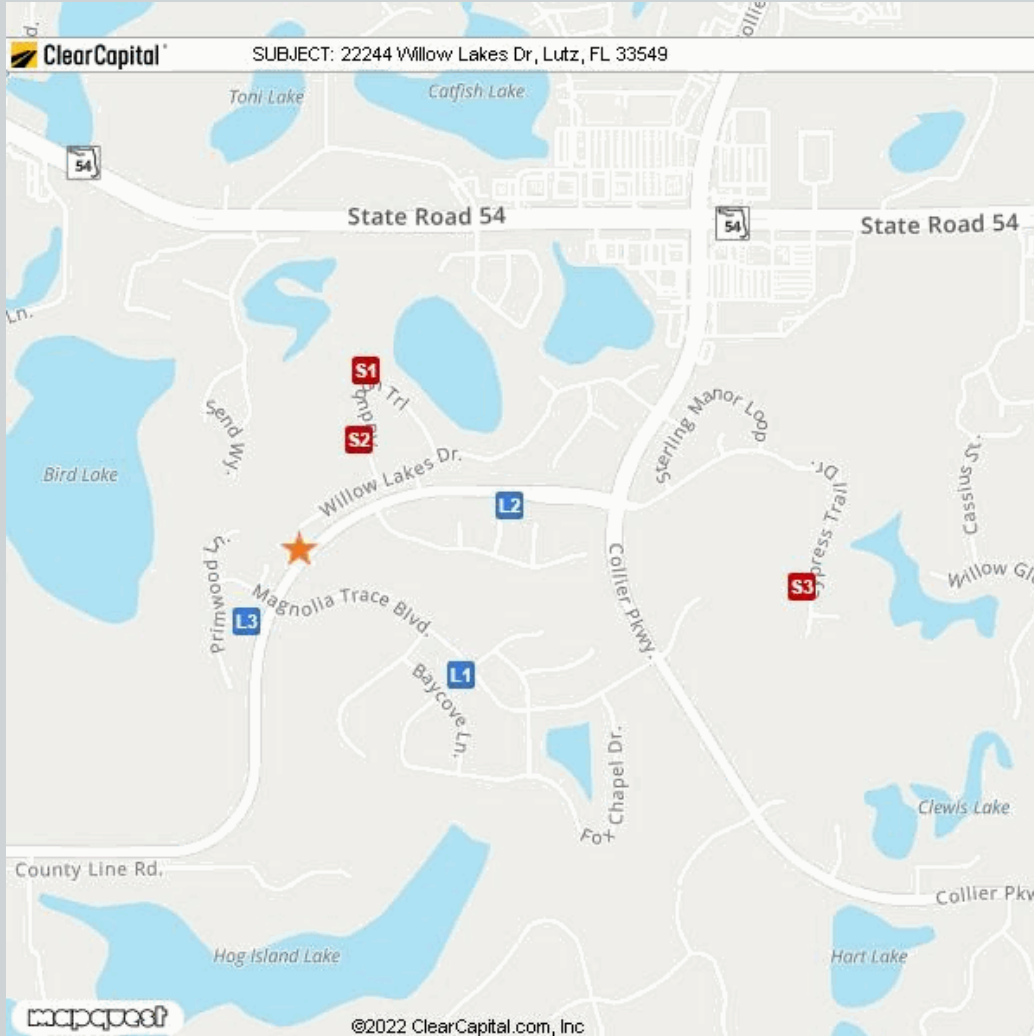 ClearCapital
SUBJECT: 22244 Willow Lakes Dr, Lutz, FL 33549
Toni Lake
Catfish Lake
54
State Road 54
54
State Road 54
Ln.
S1
Trl
S2
Send Wy.
Sterling Manor Loop
Bird Lake
Willow Lakes Dr.
L2
Cypress Trail Dr.
Cassius St.
Primwood
Magnolia Trace Blvd.
Collier Pkwy.
S3
Willow
L3
L1
Baycove Ln.
Fox Chapel Dr.
Clewis Lake
County Line Rd.
Collier
Hog Island Lake
Hart Lake
mapquest
©2022 ClearCapital.com, Inc